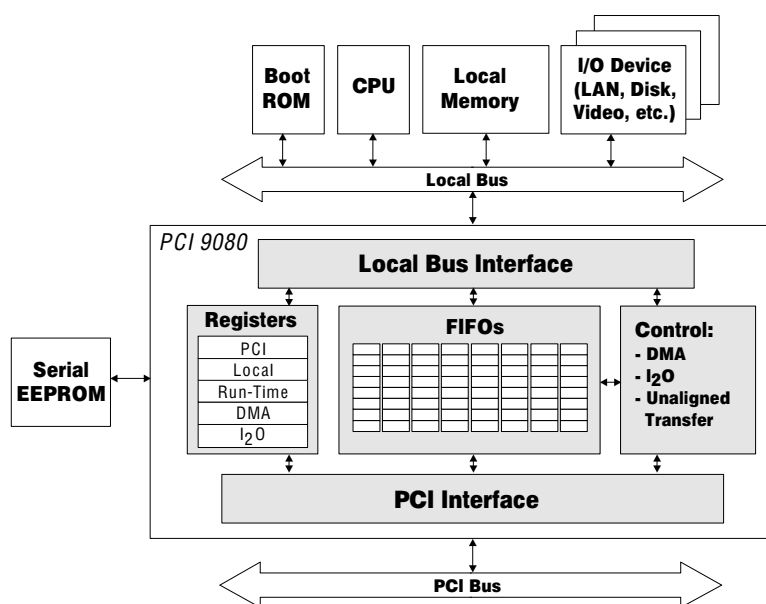 Boot
ROM
CPU
Local
Memory
I/O Device
(LAN, Disk,
Video, etc.)
Local Bus
PCI 9080
Local Bus Interface
Registers
PCI
Local
Run-Time
DMA
I2O
FIFOs
Control:
- DMA
- I2O
- Unaligned
Transfer
Serial
EEPROM
PCI Interface
PCI Bus